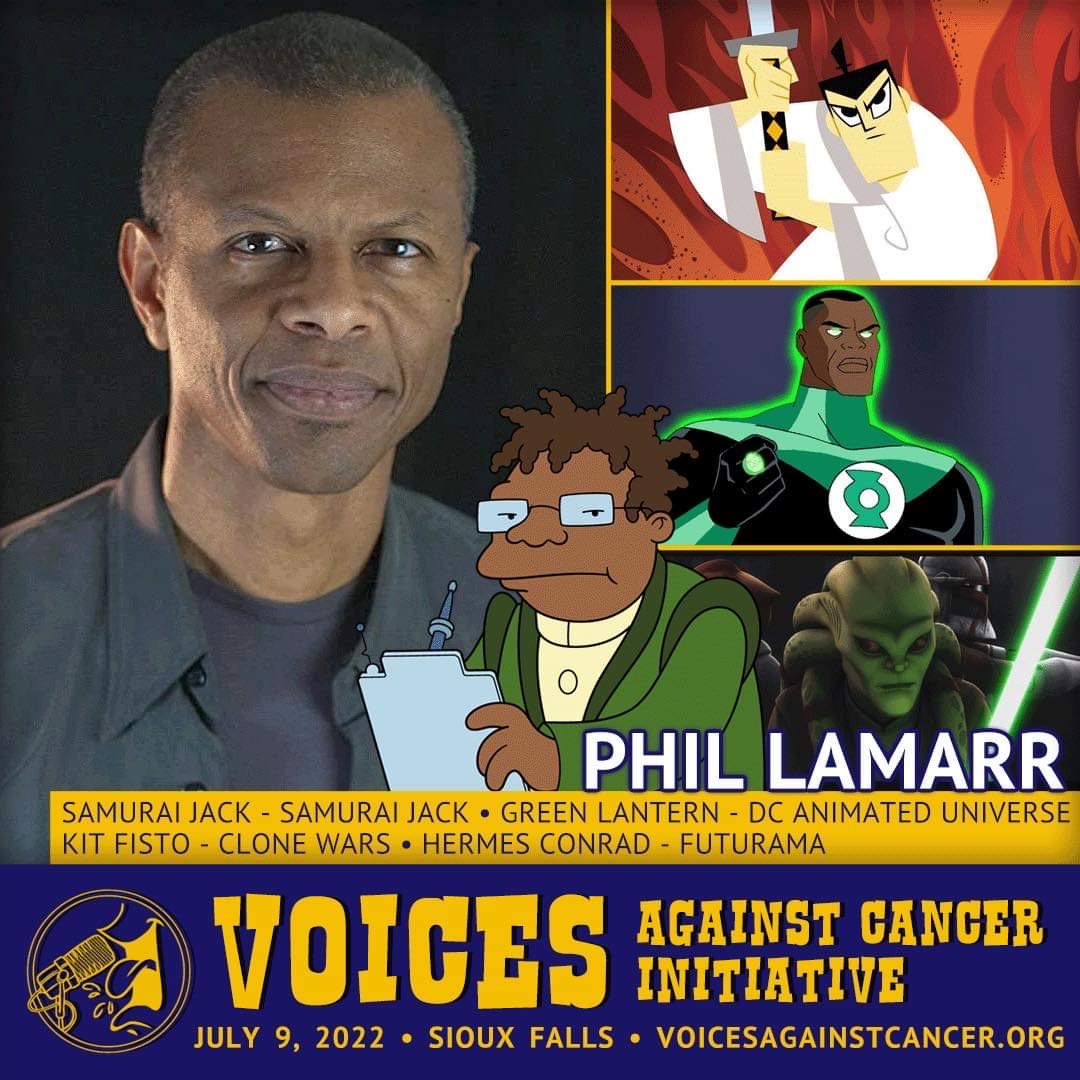 PHIL LAMARR
SAMURAI JACK - SAMURAI JACK • GREEN LANTERN - DC ANIMATED UNIVERSE
KIT FISTO - CLONE WARS • HERMES CONRAD - FUTURAMA
VOICES
AGAINST CANCER
INITIATIVE
JULY 9, 2022 • SIOUX FALLS • VOICESAGAINSTCANCER.ORG